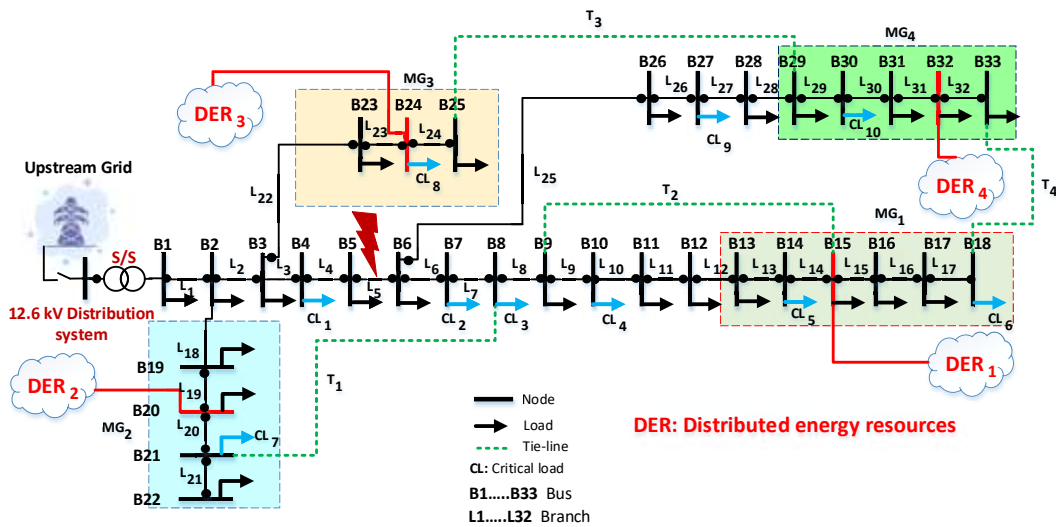 T3
MG4
B26 B27 B28 B29 B30 B31 B32 B33
L26 L27 L28 L29 L30 L31 L32
CL9
CL10
MG3
B23 B24 B25
L23 L24
CL8
DER3
Upstream Grid
L22
L25
T2
DER4
T4
MG1
S/S
B1 B2 B3 B4 B5 B6 B7 B8 B9 B10 B11 B12 B13 B14 B15 B16 B17 B18
L1 L2 L3 L4 L5 L6 L7 L8 L9 L10 L11 L12 L13 L14 L15 L16 L17
CL1 CL2 CL3 CL4 CL5 CL6
12.6 kV Distribution
system
L18
B19
DER2
L19
B20
L20
MG2
CL7
B21
L21
B22
T1
DER1
Node
Load
Tie-line
CL: Critical load
B1.....B33 Bus
L1....L32 Branch
DER: Distributed energy resources